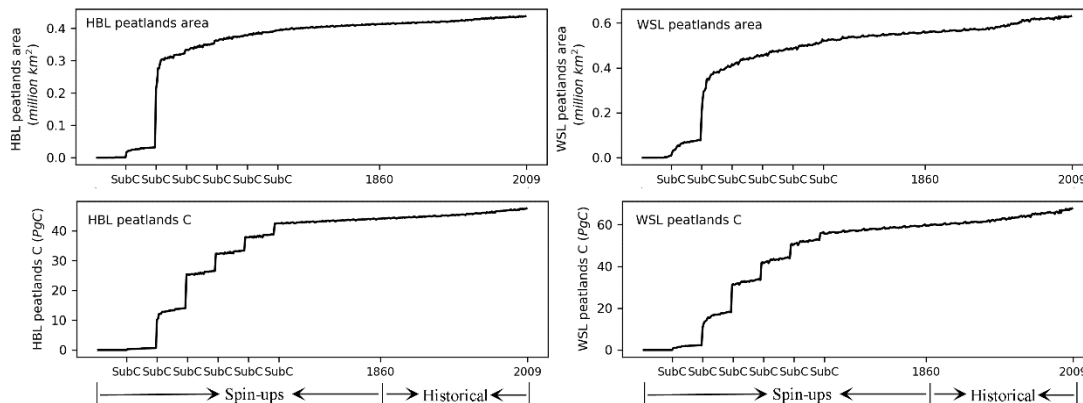 HBL peatlands area
HBL peatlands area
(million km²)
0.4
0.3
0.2
0.1
0.0
SubC SubC SubC SubC SubC SubC 1860 2009
WSL peatlands area
WSL peatlands area
(million km²)
0.6
0.4
0.2
0.0
SubC SubC SubC SubC SubC SubC 1860 2009
HBL peatlands C
HBL peatlands C (PgC)
40
30
20
10
0
SubC SubC SubC SubC SubC SubC 1860 2009
Spin-ups Historical
WSL peatlands C
WSL peatlands C (PgC)
60
40
20
0
SubC SubC SubC SubC SubC SubC 1860 2009
Spin-ups Historical